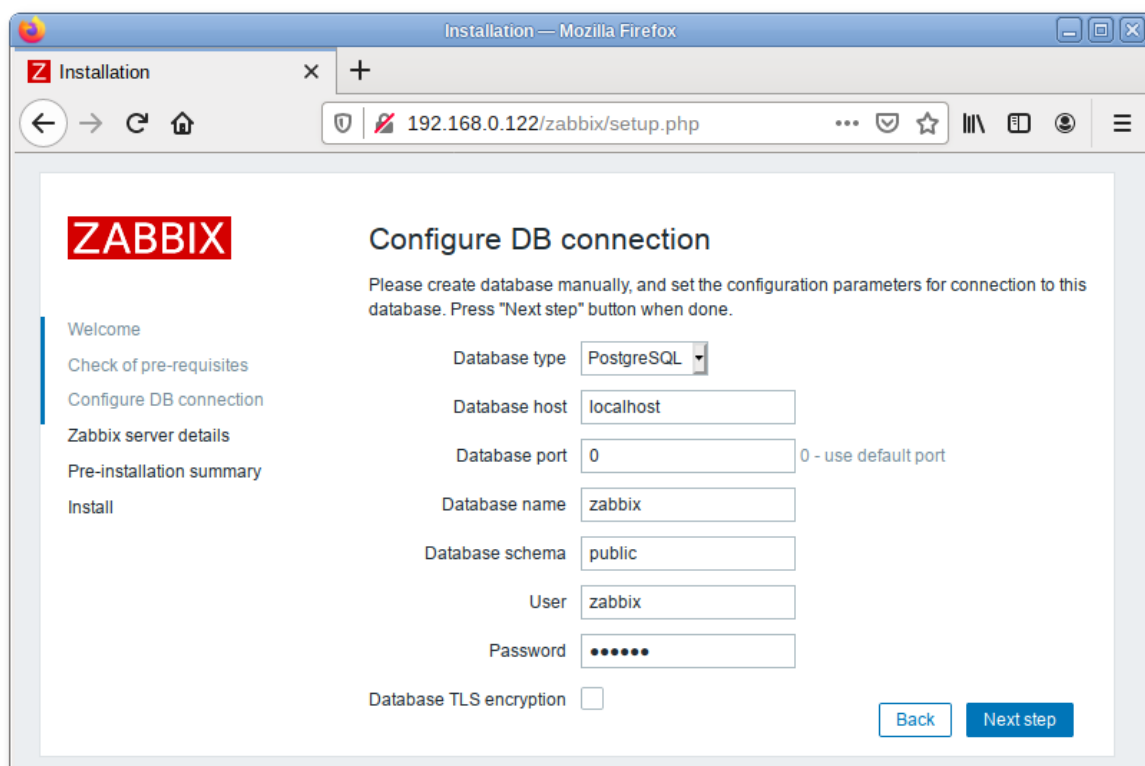 Installation — Mozilla Firefox
Z Installation
192.168.0.122/zabbix/setup.php
ZABBIX
Welcome
Check of pre-requisites
Configure DB connection
Zabbix server details
Pre-installation summary
Install
Configure DB connection
Please create database manually, and set the configuration parameters for connection to this
database. Press "Next step" button when done.
Database type PostgreSQL
Database host localhost
Database port 0 0 - use default port
Database name zabbix
Database schema public
User zabbix
Password ●●●●●●
Database TLS encryption
Back Next step